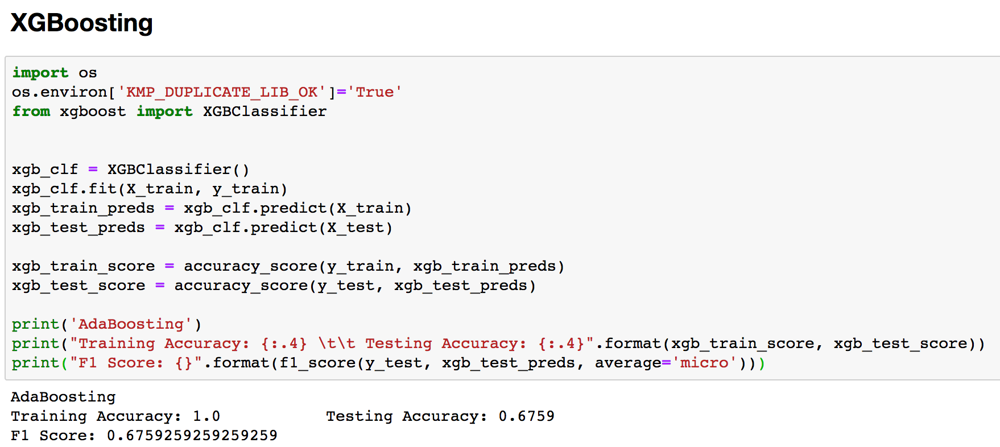 XGBoosting
import os
os.environ['KMP_DUPLICATE_LIB_OK']='True'
from xgboost import XGBClassifier
xgb_clf = XGBClassifier()
xgb_clf.fit(X_train, y_train)
xgb_train_preds = xgb_clf.predict(X_train)
xgb_test_preds = xgb_clf.predict(X_test)
xgb_train_score = accuracy_score(y_train, xgb_train_preds)
xgb_test_score = accuracy_score(y_test, xgb_test_preds)
print('AdaBoosting')
print("Training Accuracy: {:.4} \t\t Testing Accuracy: {:.4}".format(xgb_train_score, xgb_test_score))
print("F1 Score: {}".format(f1_score(y_test, xgb_test_preds, average='micro')))
AdaBoosting
Training Accuracy: 1.0 Testing Accuracy: 0.6759
F1 Score: 0.6759259259259259